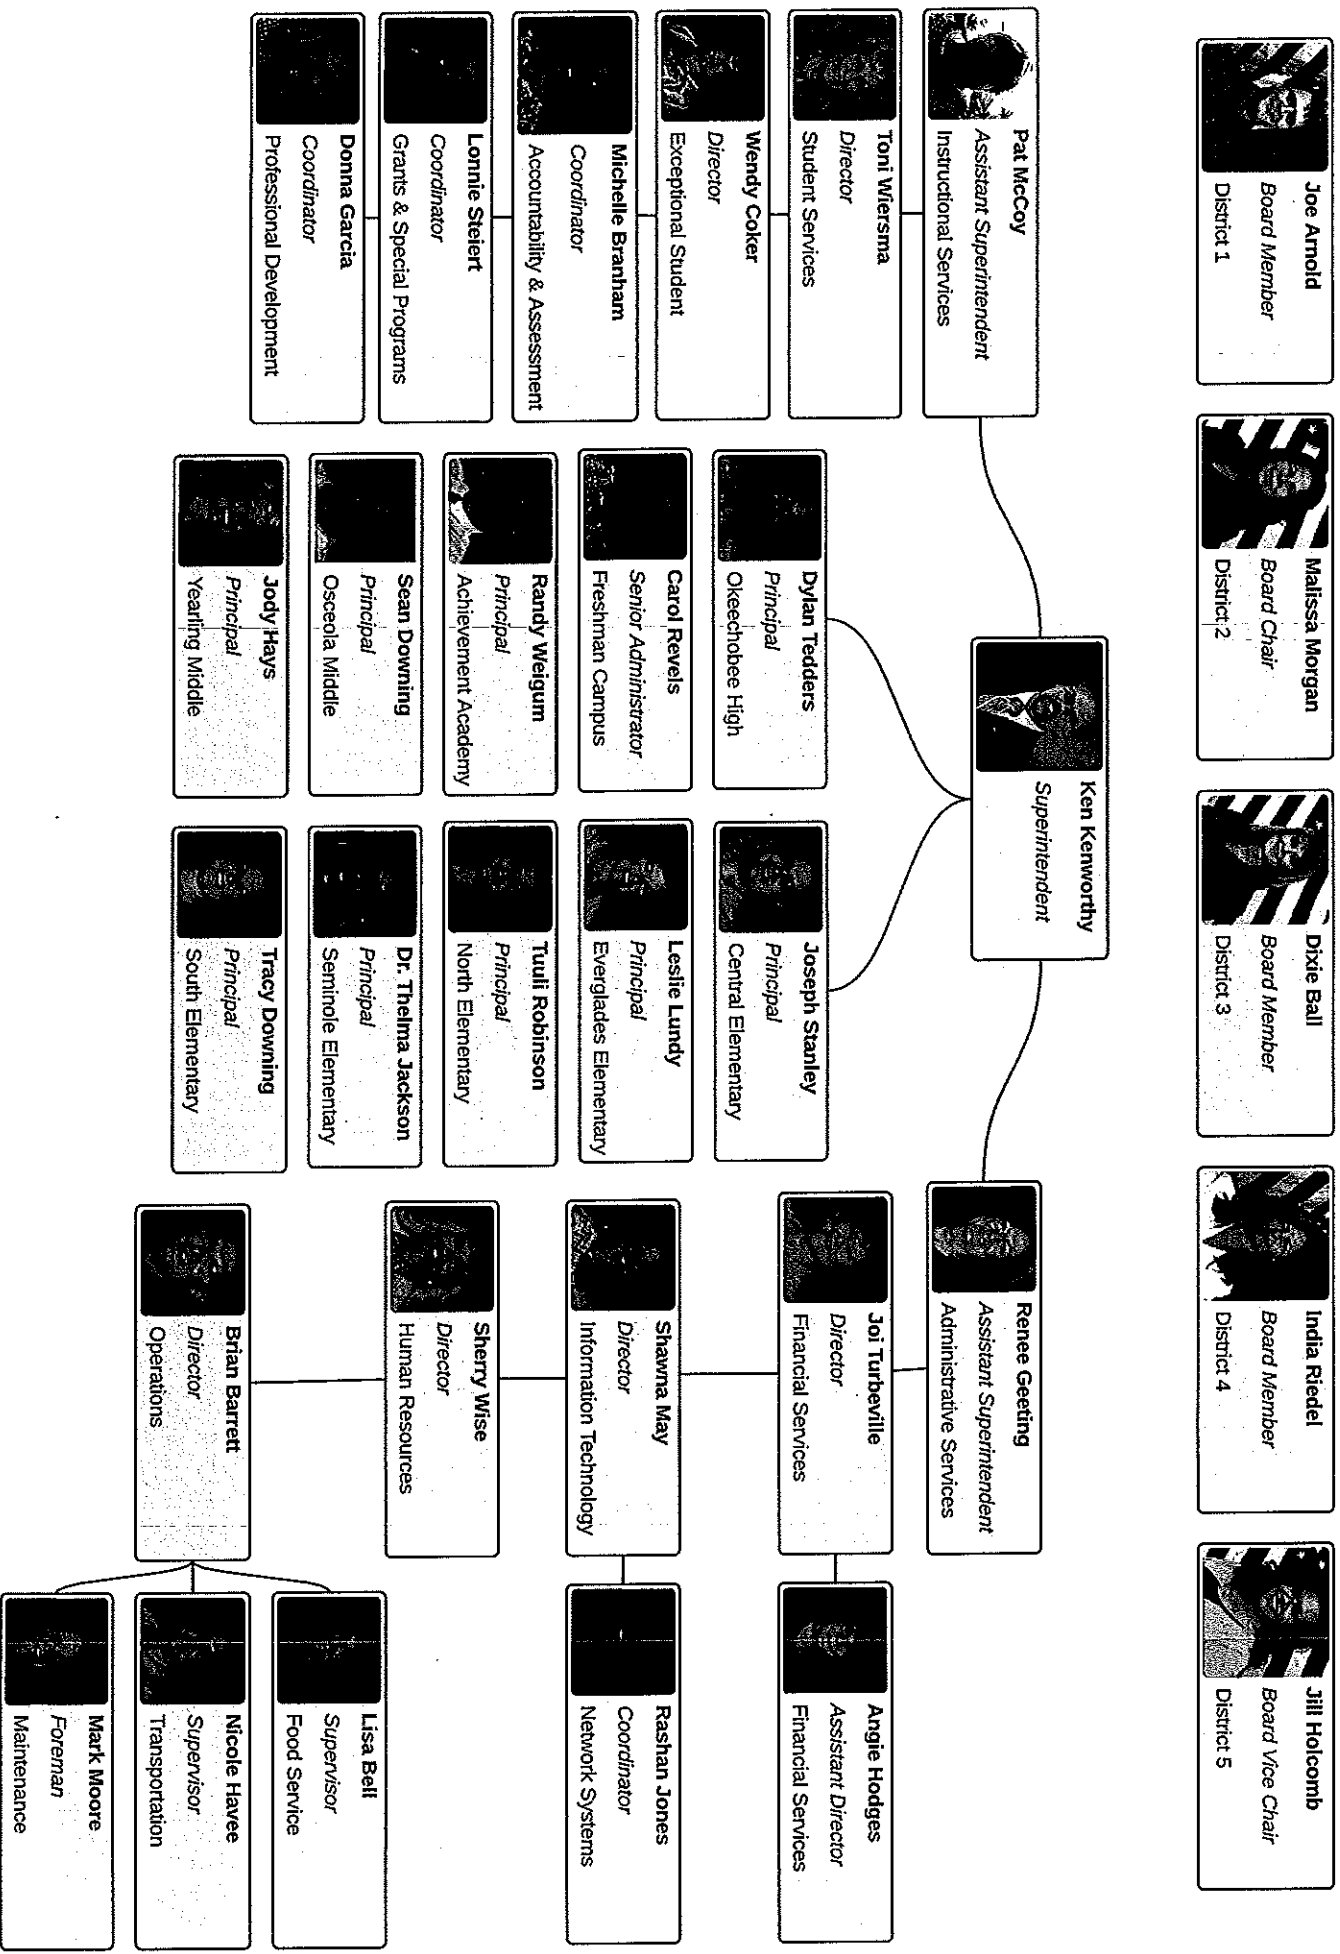 Joe Arnold
Board Member
District 1
Malissa Morgan
Board Chair
District 2
Dixie Ball
Board Member
District 3
India Riedel
Board Member
District 4
Jill Holcomb
Board Vice Chair
District 5
Ken Kenworthy
Superintendent
Pat McCoy
Assistant Superintendent
Instructional Services
Toni Wiersma
Director
Student Services
Wendy Coker
Director
Exceptional Student
Michelle Branham
Coordinator
Accountability & Assessment
Lonnie Steiert
Coordinator
Grants & Special Programs
Donna Garcia
Coordinator
Professional Development
Dylan Tedders
Principal
Okeechobee High
Carol Revels
Senior Administrator
Freshman Campus
Randy Weigum
Principal
Achievement Academy
Sean Downing
Principal
Osceola Middle
Jody Hays
Principal
Yearling Middle
Joseph Stanley
Principal
Central Elementary
Leslie Lundy
Principal
Everglades Elementary
Tuuli Robinson
Principal
North Elementary
Dr. Thelma Jackson
Principal
Seminole Elementary
Tracy Downing
Principal
South Elementary
Renee Geeting
Assistant Superintendent
Administrative Services
Joi Turbeville
Director
Financial Services
Angie Hodges
Assistant Director
Financial Services
Shawna May
Director
Information Technology
Rashan Jones
Coordinator
Network Systems
Sherry Wise
Director
Human Resources
Brian Barrett
Director
Operations
Lisa Bell
Supervisor
Food Service
Nicole Havee
Supervisor
Transportation
Mark Moore
Foreman
Maintenance